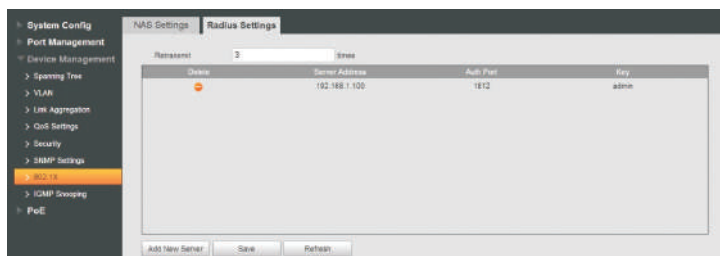 System Config
Port Management
Device Management
Spanning Tree
VLAN
Link Aggregation
QoS Settings
Security
SNMP Settings
802.1X
IGMP Snooping
PoE
NAS Settings Radius Settings
Retransmit 3 times
Delete Server Address Auth Port Key
192.168.1.100 1812 admin
Add New Server Save Refresh